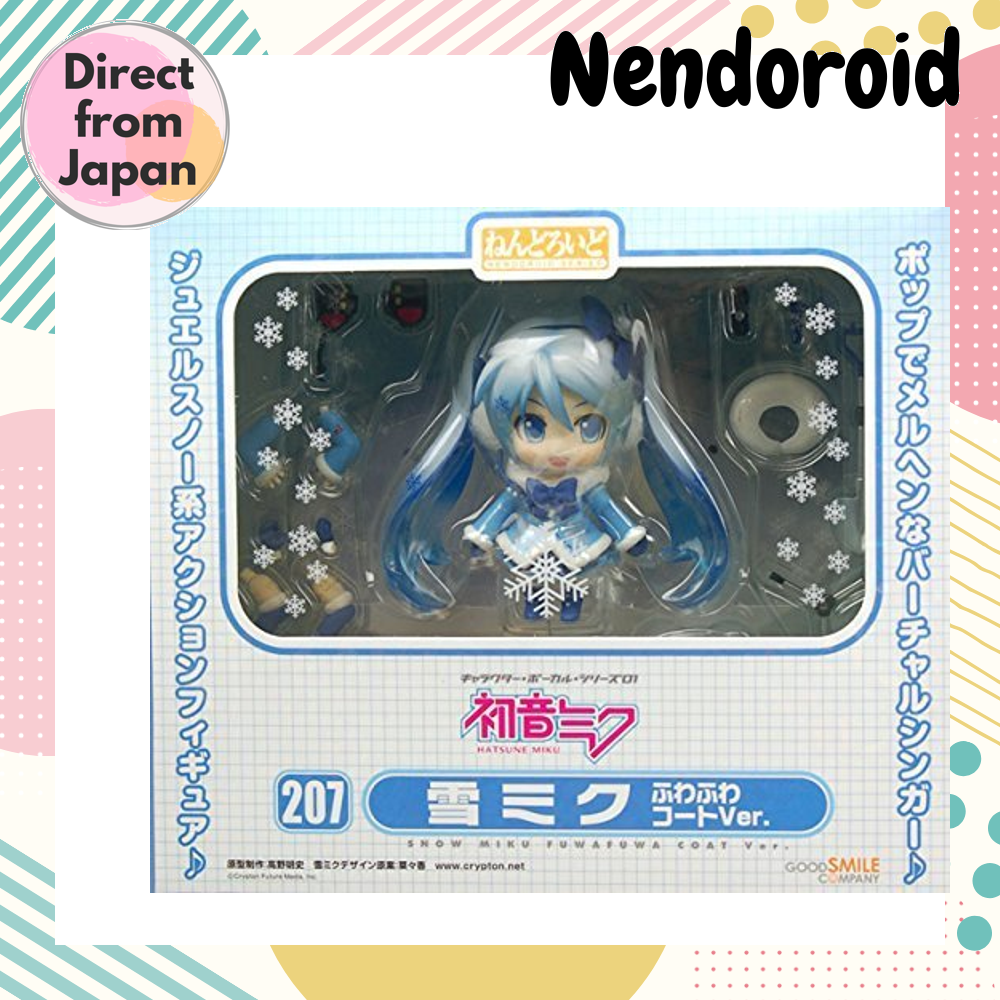 Direct
from
Japan
Nendoroid
ねんどろいど
NENDOROID SERIES
ジュエルスノー系アクションフィギュア♪
ポップでメルヘンなバーチャルシンガー♪
キャラクター・ボーカル・シリーズ01
初音ミク
HATSUNE MIKU
207
雪ミク ふわふわ
コートVer.
SNOW MIKU FUWAFUWA COAT Ver.
原型制作 高野明史 雪ミクデザイン原案 菜々香 www.crypton.net
©Crypton Future Media, Inc.
GOOD SMILE
COMPANY